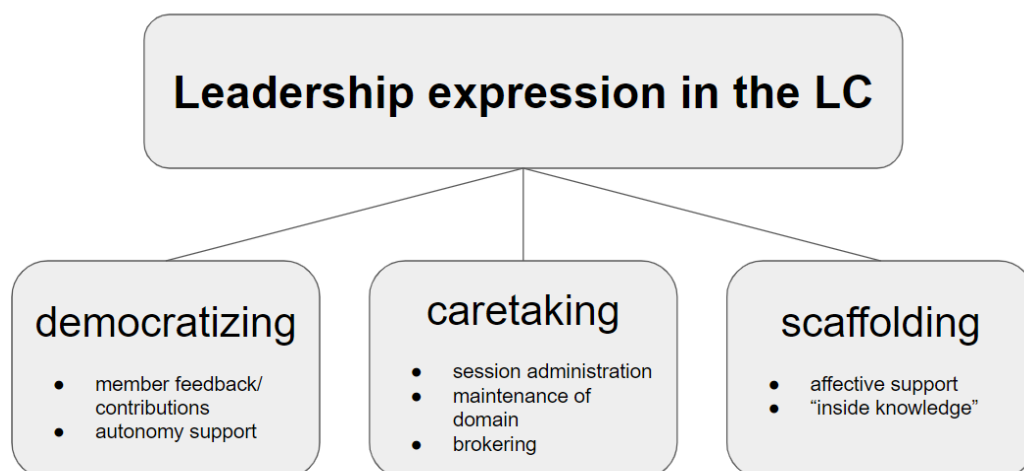 Leadership expression in the LC
democratizing
● member feedback/
contributions
● autonomy support
caretaking
● session administration
● maintenance of
domain
● brokering
scaffolding
● affective support
● “inside knowledge”